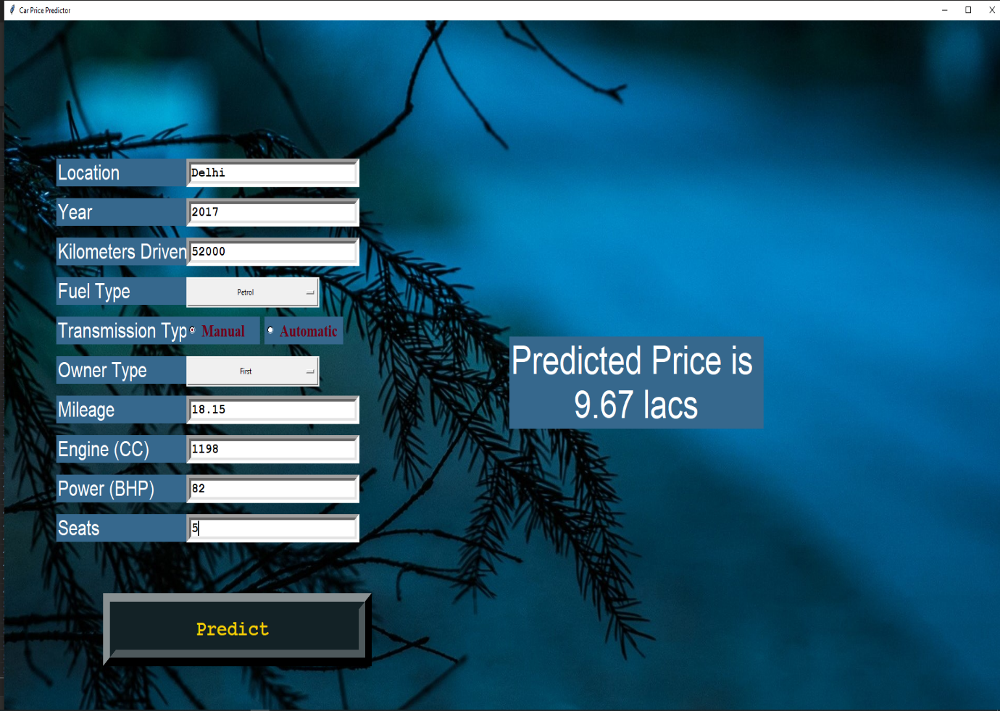 Car Price Predictor
Location Delhi
Year 2017
Kilometers Driven 52000
Fuel Type Petrol
Transmission Typ Manual Automatic
Owner Type First
Mileage 18.15
Engine (CC) 1198
Power (BHP) 82
Seats 5
Predict
Predicted Price is
9.67 lacs